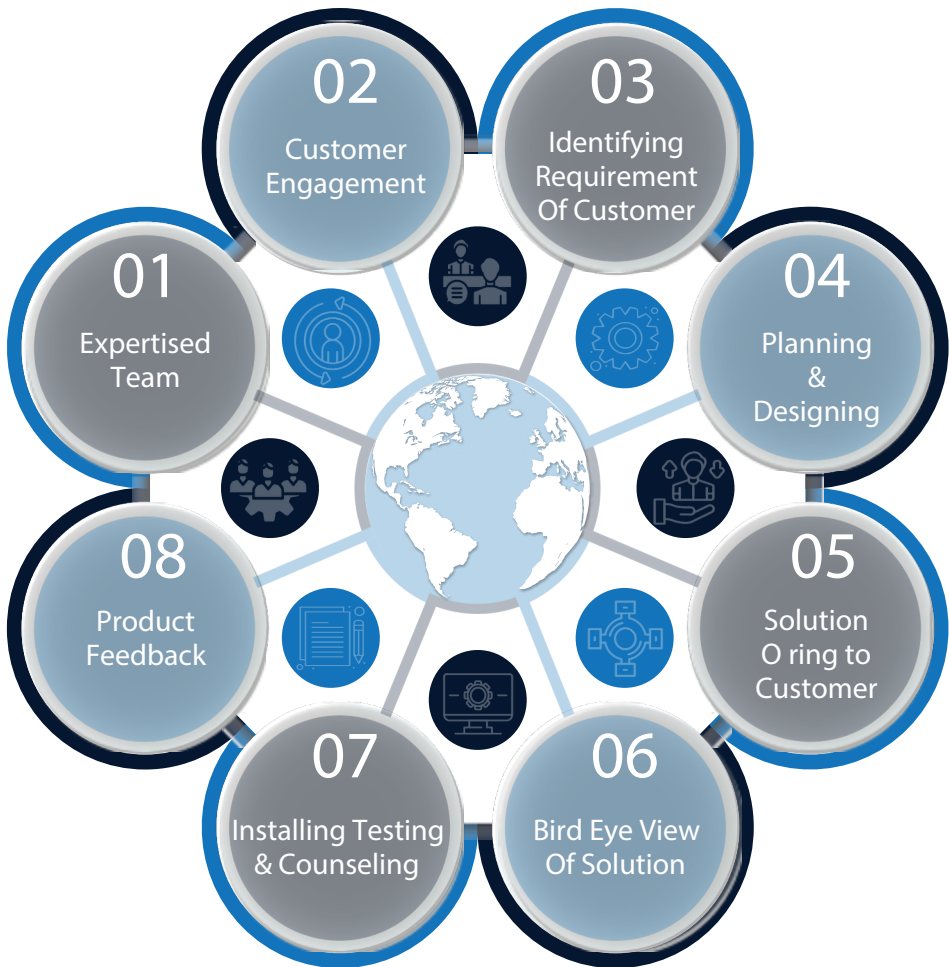 01
Expertised
Team
02
Customer
Engagement
03
Identifying
Requirement
Of Customer
04
Planning
&
Designing
05
Solution
O ring to
Customer
06
Bird Eye View
Of Solution
07
Installing Testing
& Counseling
08
Product
Feedback